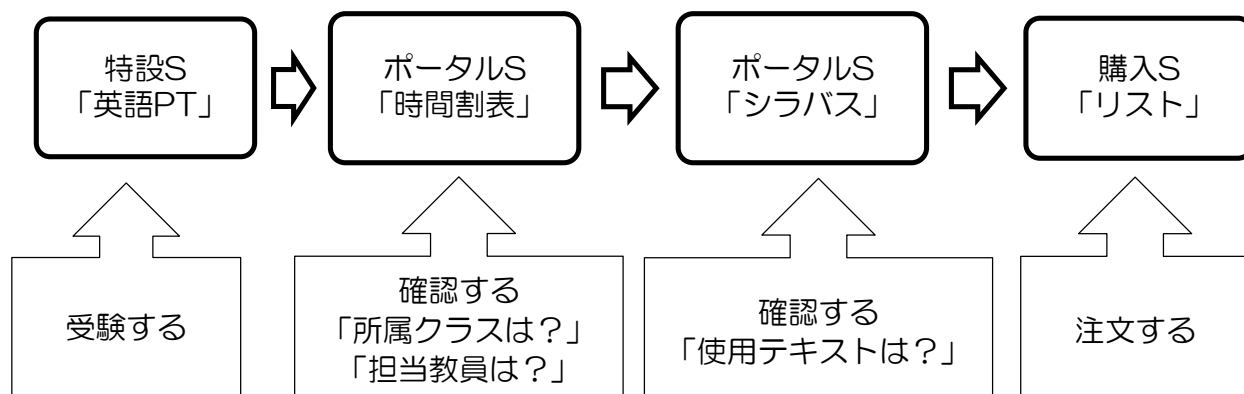 特設S
「英語PT」
ポータルS
「時間割表」
ポータルS
「シラバス」
購入S
「リスト」
受験する
確認する
「所属クラスは？」
「担当教員は？」
確認する
「使用テキストは？」
注文する